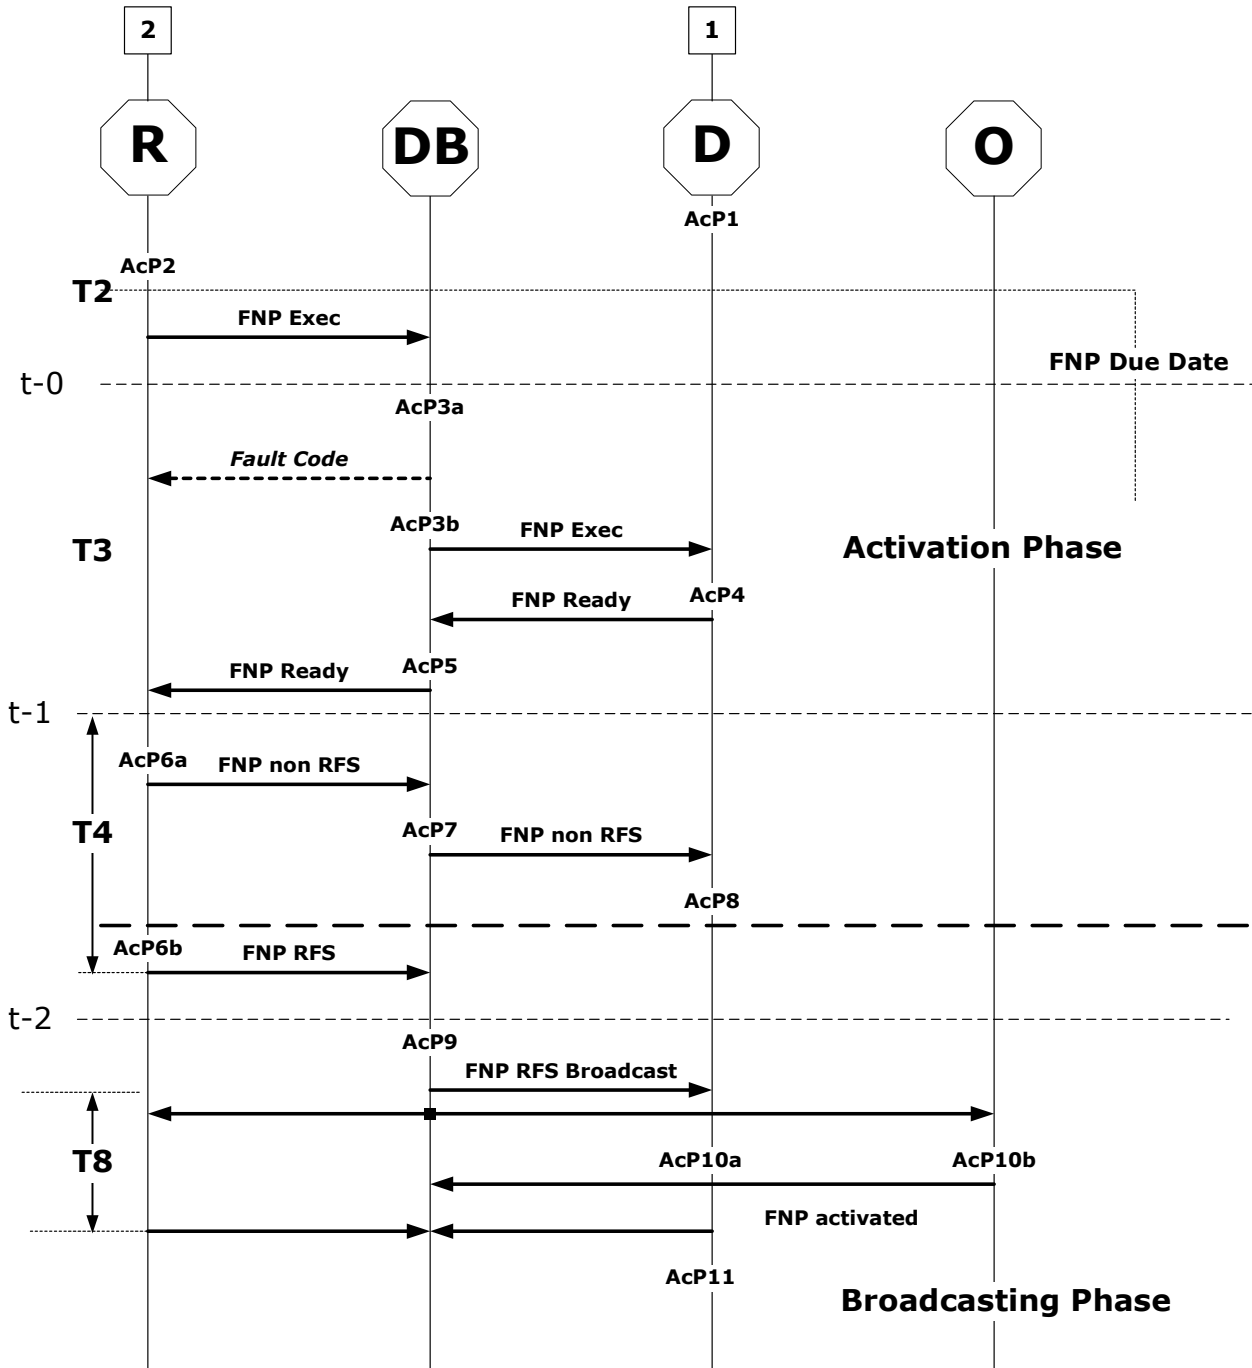 2
1
R
DB
D
O
AcP1
AcP2
T2
FNP Exec
FNP Due Date
t-0
AcP3a
Fault Code
AcP3b
FNP Exec
T3
Activation Phase
AcP4
FNP Ready
AcP5
FNP Ready
t-1
AcP6a
FNP non RFS
T4
AcP7
FNP non RFS
AcP8
AcP6b
FNP RFS
t-2
AcP9
FNP RFS Broadcast
T8
AcP10a
AcP10b
FNP activated
AcP11
Broadcasting Phase